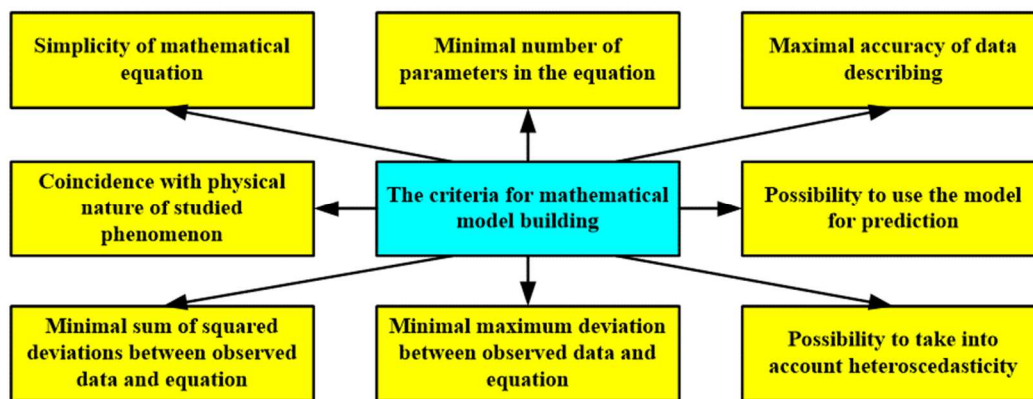 Simplicity of mathematical
equation
Minimal number of
parameters in the equation
Maximal accuracy of data
describing
Coincidence with physical
nature of studied
phenomenon
The criteria for mathematical
model building
Possibility to use the model
for prediction
Minimal sum of squared
deviations between observed
data and equation
Minimal maximum deviation
between observed data and
equation
Possibility to take into
account heteroscedasticity